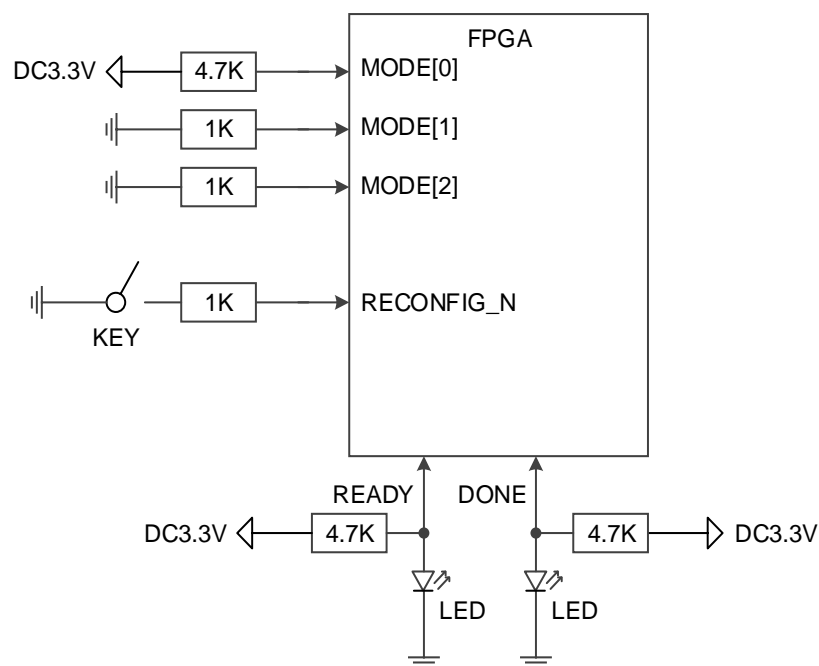 FPGA
DC3.3V 4.7K MODE[0]
1K MODE[1]
1K MODE[2]
1K RECONFIG_N
KEY
READY DONE
DC3.3V 4.7K 4.7K DC3.3V
LED LED